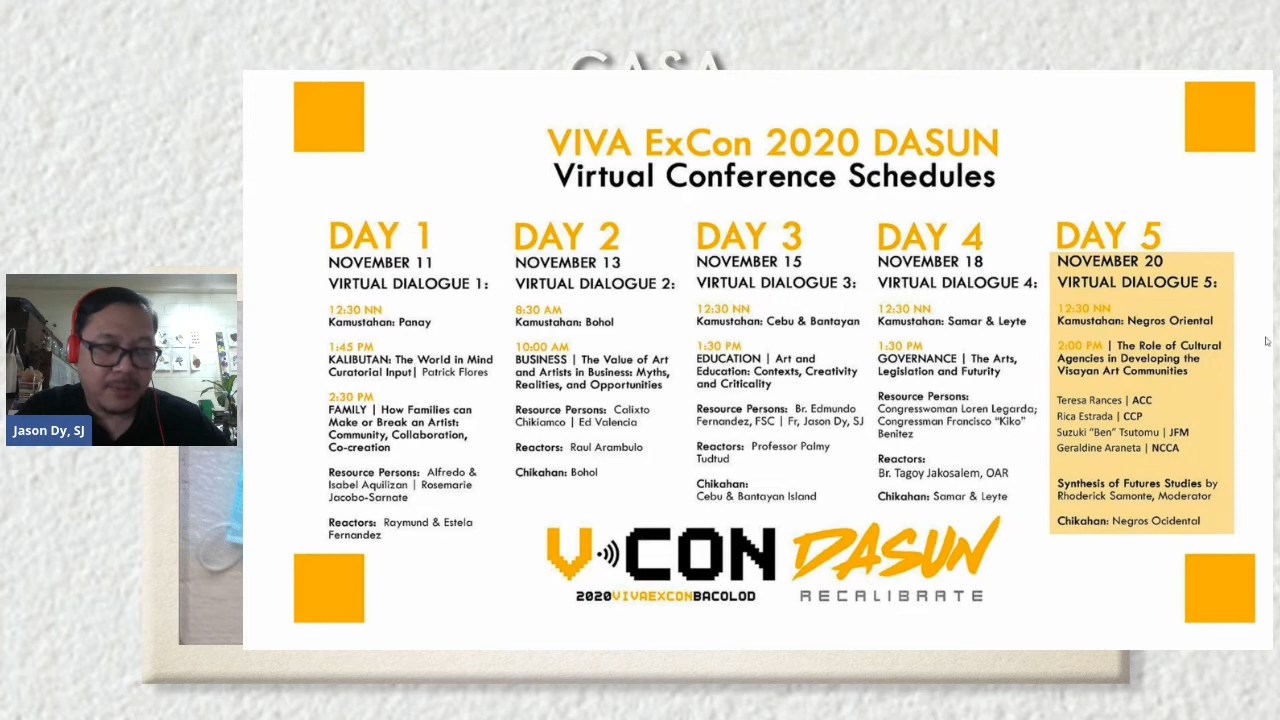 CASA
VIVA ExCon 2020 DASUN
Virtual Conference Schedules
DAY 1
NOVEMBER 11
VIRTUAL DIALOGUE 1:
12:30 NN
Kamustahan: Panay
1:45 PM
KALIBUTAN: The World in Mind
Curatorial Input| Patrick Flores
2:30 PM
FAMILY | How Families can
Make or Break an Artist:
Community, Collaboration,
Co-creation
Resource Persons: Alfredo &
Isabel Aquilizan | Rosemarie
Jacobo-Sarnate
Reactors: Raymund & Estela
Fernandez
DAY 2
NOVEMBER 13
VIRTUAL DIALOGUE 2:
8:30 AM
Kamustahan: Bohol
10:00 AM
BUSINESS | The Value of Art
and Artists in Business: Myths,
Realities, and Opportunities
Resource Persons: Calixto
Chikiamco | Ed Valencia
Reactors: Raul Arambulo
Chikahan: Bohol
DAY 3
NOVEMBER 15
VIRTUAL DIALOGUE 3:
12:30 NN
Kamustahan: Cebu & Bantayan
1:30 PM
EDUCATION | Art and
Education: Contexts, Creativity
and Criticality
Resource Persons: Br. Edmundo
Fernandez, FSC | Fr, Jason Dy, SJ
Reactors: Professor Palmy
Tudtud
Chikahan:
Cebu & Bantayan Island
DAY 4
NOVEMBER 18
VIRTUAL DIALOGUE 4:
12:30 NN
Kamustahan: Samar & Leyte
1:30 PM
GOVERNANCE | The Arts,
Legislation and Futurity
Resource Persons:
Congresswoman Loren Legarda;
Congressman Francisco "Kiko"
Benitez
Reactors:
Br. Tagoy Jakosalem, OAR
Chikahan: Samar & Leyte
DAY 5
NOVEMBER 20
VIRTUAL DIALOGUE 5:
12:30 NN
Kamustahan: Negros Oriental
2:00 PM | The Role of Cultural
Agencies in Developing the
Visayan Art Communities
Teresa Rances | ACC
Rica Estrada | CCP
Suzuki "Ben" Tsutomu | JFM
Geraldine Araneta | NCCA
Synthesis of Futures Studies by
Rhoderick Samonte, Moderator
Chikahan: Negros Ocidental
V CON
2020VIVAEXCONBACOLOD
DASUN
RECALIBRATE
Jason Dy, SJ